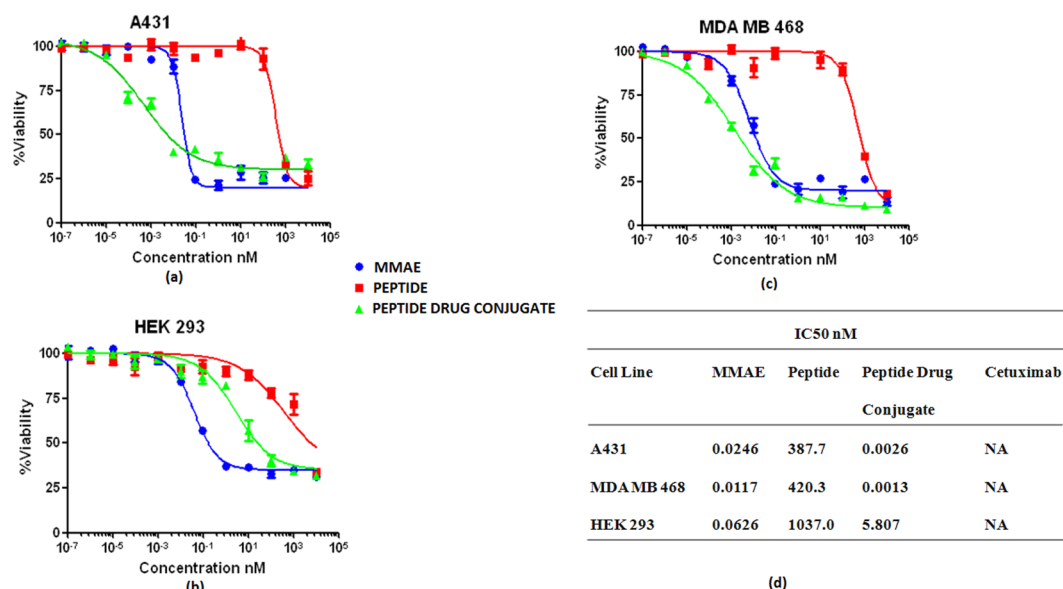 A431
%Viability
100
75
50
25
0
10-7 10-5 10-3 10-1 101 103 105
Concentration nM
(a)
MDA MB 468
%Viability
100
75
50
25
0
10-7 10-5 10-3 10-1 101 103 105
Concentration nM
(c)
MMAE
PEPTIDE
PEPTIDE DRUG CONJUGATE
HEK 293
%Viability
100
75
50
25
0
10-7 10-5 10-3 10-1 101 103 105
Concentration nM
(b)
IC50 nM
Cell Line MMAE Peptide Peptide Drug Conjugate Cetuximab
A431 0.0246 387.7 0.0026 NA
MDA MB 468 0.0117 420.3 0.0013 NA
HEK 293 0.0626 1037.0 5.807 NA
(d)